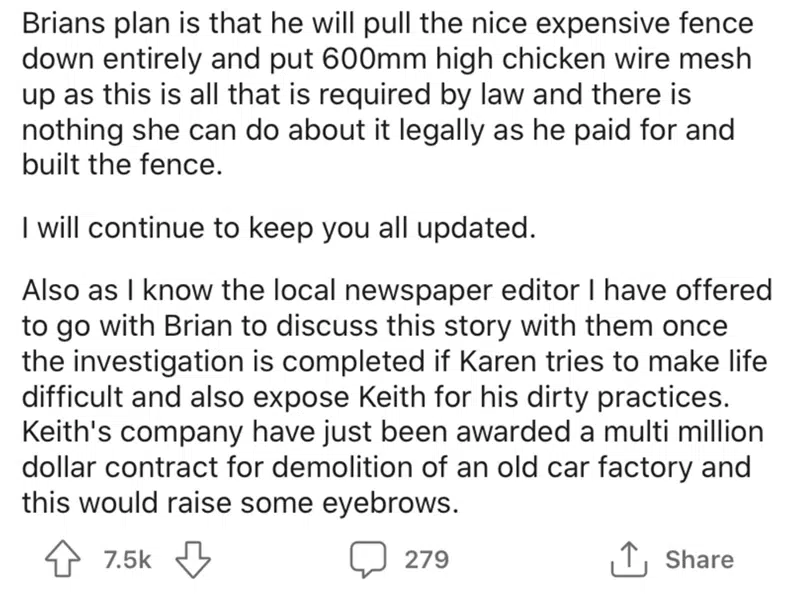 Brians plan is that he will pull the nice expensive fence
down entirely and put 600mm high chicken wire mesh
up as this is all that is required by law and there is
nothing she can do about it legally as he paid for and
built the fence.
I will continue to keep you all updated.
Also as I know the local newspaper editor I have offered
to go with Brian to discuss this story with them once
the investigation is completed if Karen tries to make life
difficult and also expose Keith for his dirty practices.
Keith's company have just been awarded a multi million
dollar contract for demolition of an old car factory and
this would raise some eyebrows.
7.5k 279 Share